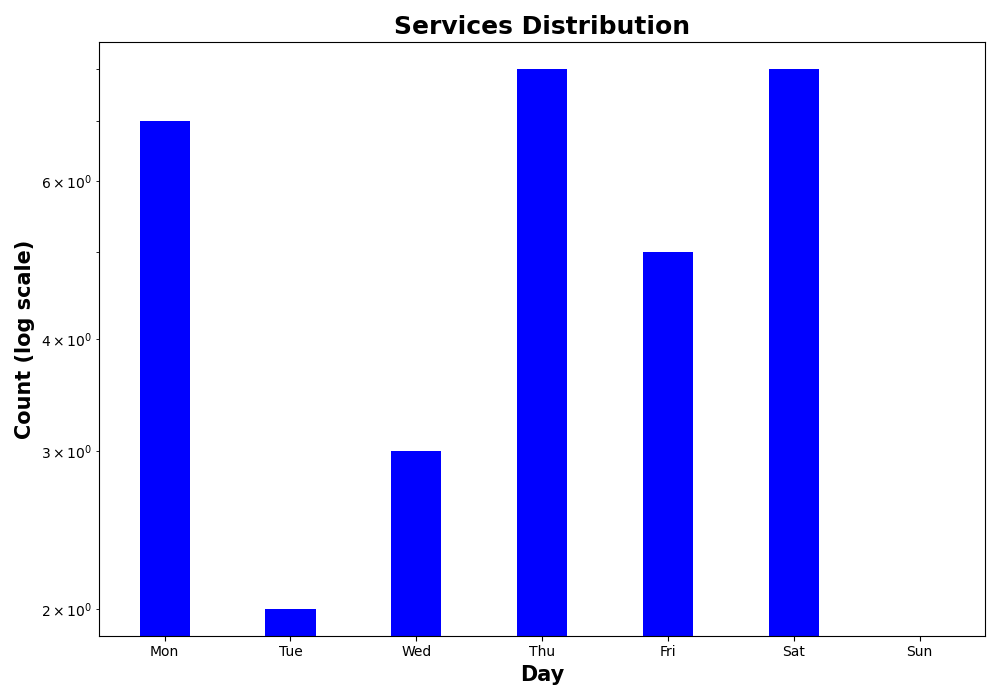 Services Distribution
Count (log scale)
6 × 10⁰
4 × 10⁰
3 × 10⁰
2 × 10⁰
Mon Tue Wed Thu Fri Sat Sun
Day